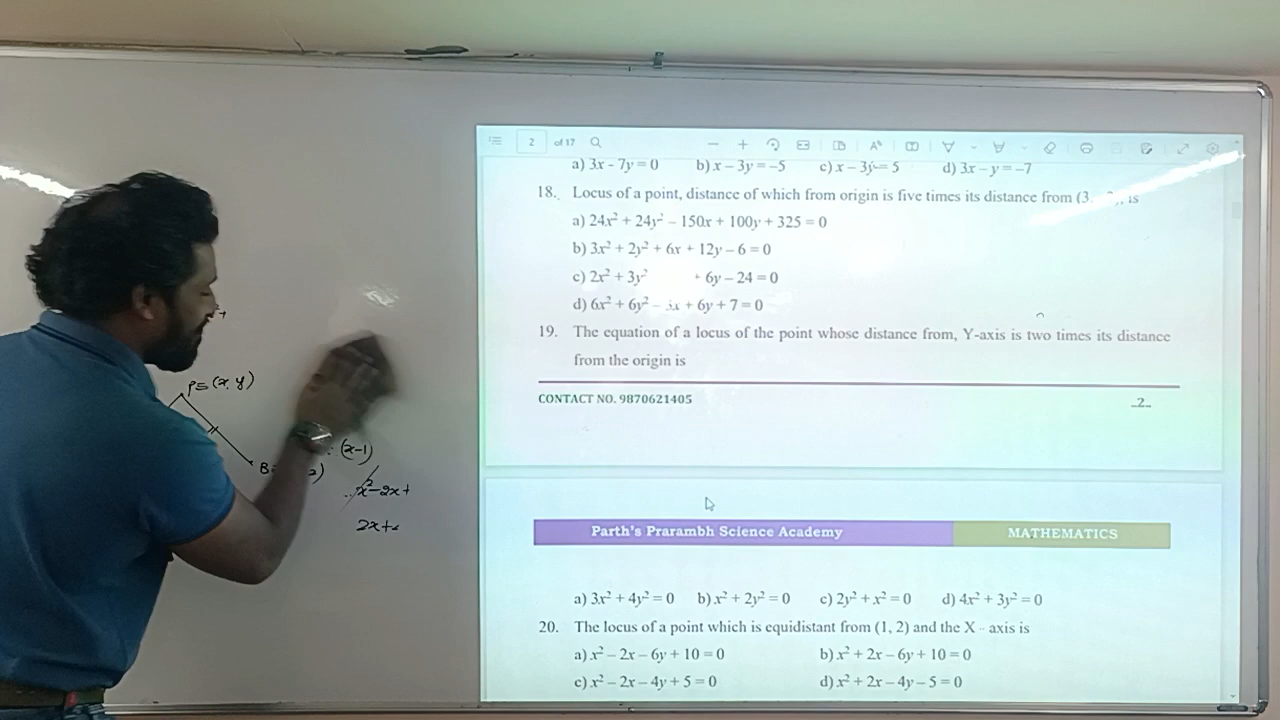 2 of 17
a) 3x - 7y = 0 b) x – 3y = –5 c) x – 3y = 5 d) 3x – y = –7
18. Locus of a point, distance of which from origin is five times its distance from (3, is
a) 24x² + 24y² – 150x + 100y + 325 = 0
b) 3x² + 2y² + 6x + 12y – 6 = 0
c) 2x² + 3y² + 6y – 24 = 0
d) 6x² + 6y² – x + 6y + 7 = 0
19. The equation of a locus of the point whose distance from, Y-axis is two times its distance
from the origin is
CONTACT NO. 9870621405 _2_
Parth's Prarambh Science Academy MATHEMATICS
a) 3x² + 4y² = 0 b) x² + 2y² = 0 c) 2y² + x² = 0 d) 4x² + 3y² = 0
20. The locus of a point which is equidistant from (1, 2) and the X - axis is
a) x² – 2x – 6y + 10 = 0 b) x² + 2x – 6y + 10 = 0
c) x² – 2x – 4y + 5 = 0 d) x² + 2x – 4y – 5 = 0
P≡(x, y)
B
(x-1)
x²-2x+
2x+